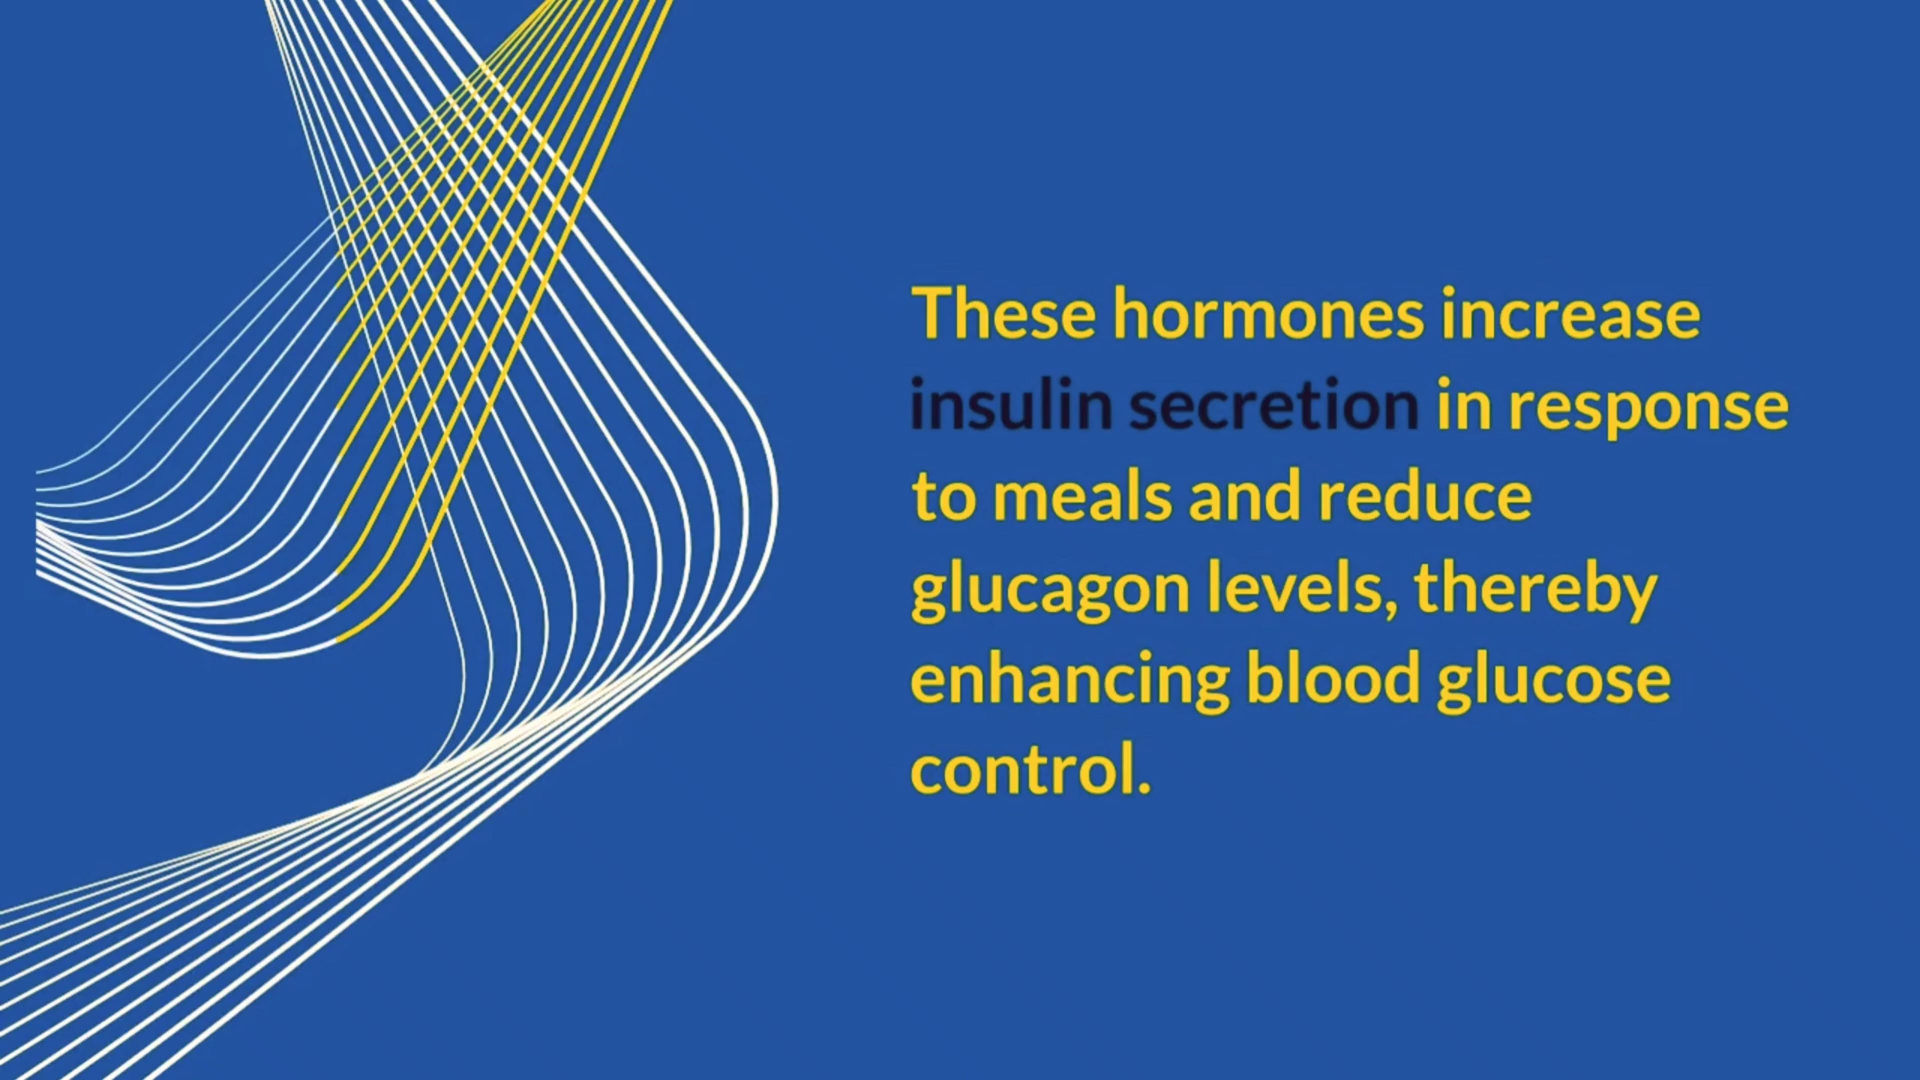 These hormones increase
insulin secretion in response
to meals and reduce
glucagon levels, thereby
enhancing blood glucose
control.